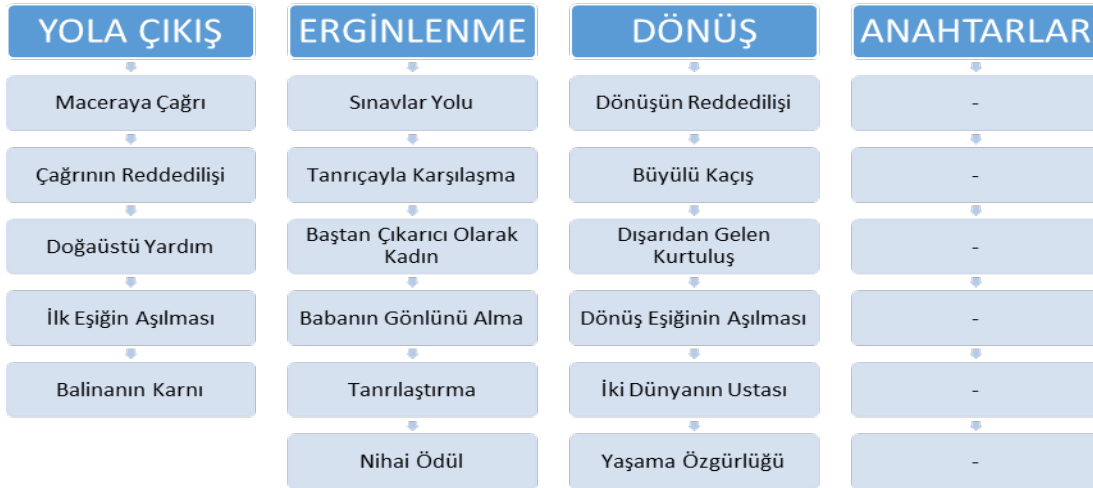 YOLA ÇIKIŞ
Maceraya Çağrı
Çağrının Reddedilişi
Doğaüstü Yardım
İlk Eşiğin Aşılması
Balinanın Karnı
ERGİNLENME
Sınavlar Yolu
Tanrıçayla Karşılaşma
Baştan Çıkarıcı Olarak
Kadın
Babanın Gönlünü Alma
Tanrılaştırma
Nihai Ödül
DÖNÜŞ
Dönüşün Reddedilişi
Büyülü Kaçış
Dışarıdan Gelen
Kurtuluş
Dönüş Eşiğinin Aşılması
İki Dünyanın Ustası
Yaşama Özgürlüğü
ANAHTARLAR
-
-
-
-
-
-